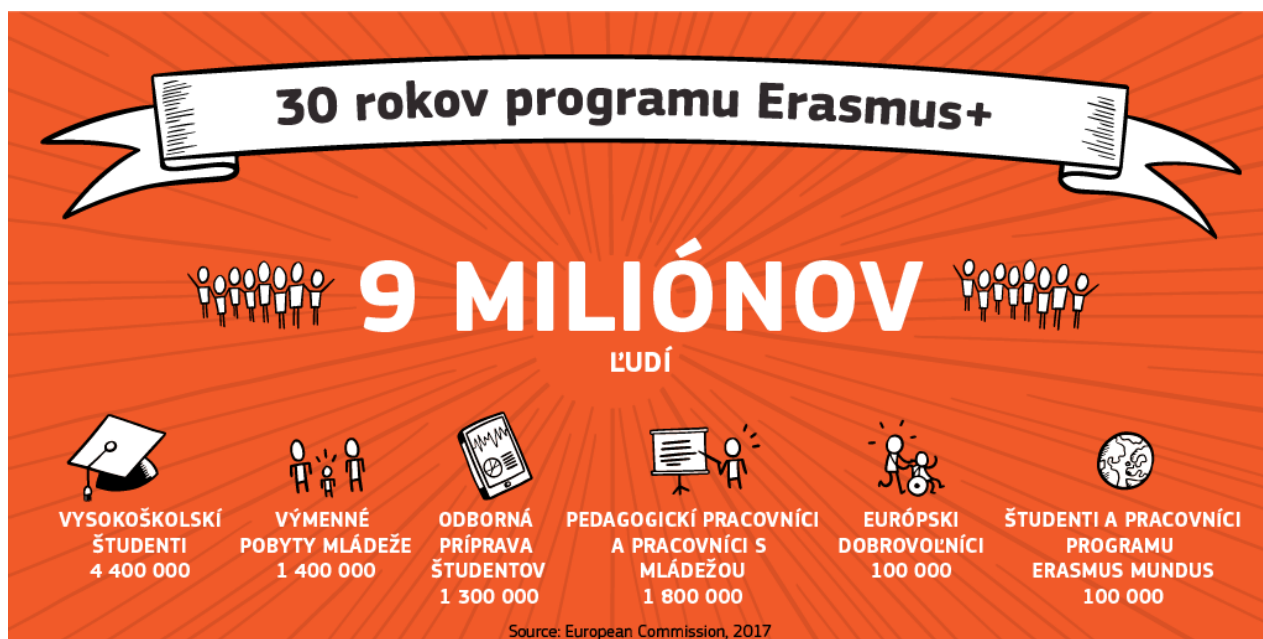 30 rokov programu Erasmus+
9 MILIÓNOV
ĽUDÍ
VYSOKOŠKOLSKÍ
ŠTUDENTI
4 400 000
VÝMENNÉ
POBYTY MLÁDEŽE
1 400 000
ODBORNÁ
PRÍPRAVA
ŠTUDENTOV
1 300 000
PEDAGOGICKÍ PRACOVNÍCI
A PRACOVNÍCI S
MLÁDEŽOU
1 800 000
EURÓPSKI
DOBROVOĽNÍCI
100 000
ŠTUDENTI A PRACOVNÍCI
PROGRAMU
ERASMUS MUNDUS
100 000
Source: European Commission, 2017